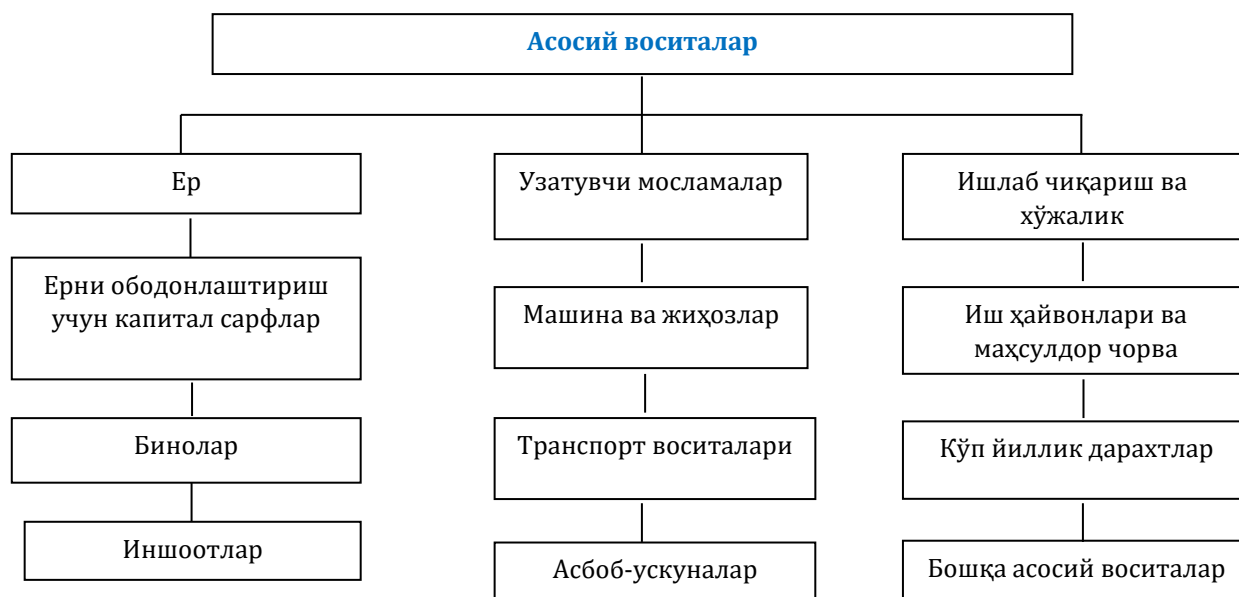 Асосий воситалар
Ер
Ерни ободонлаштириш
учун капитал сарфлар
Бинолар
Иншоотлар
Узатувчи мосламалар
Машина ва жиҳозлар
Транспорт воситалари
Асбоб-ускуналар
Ишлаб чиқариш ва
хўжалик
Иш ҳайвонлари ва
маҳсулдор чорва
Кўп йиллик дарахтлар
Бошқа асосий воситалар